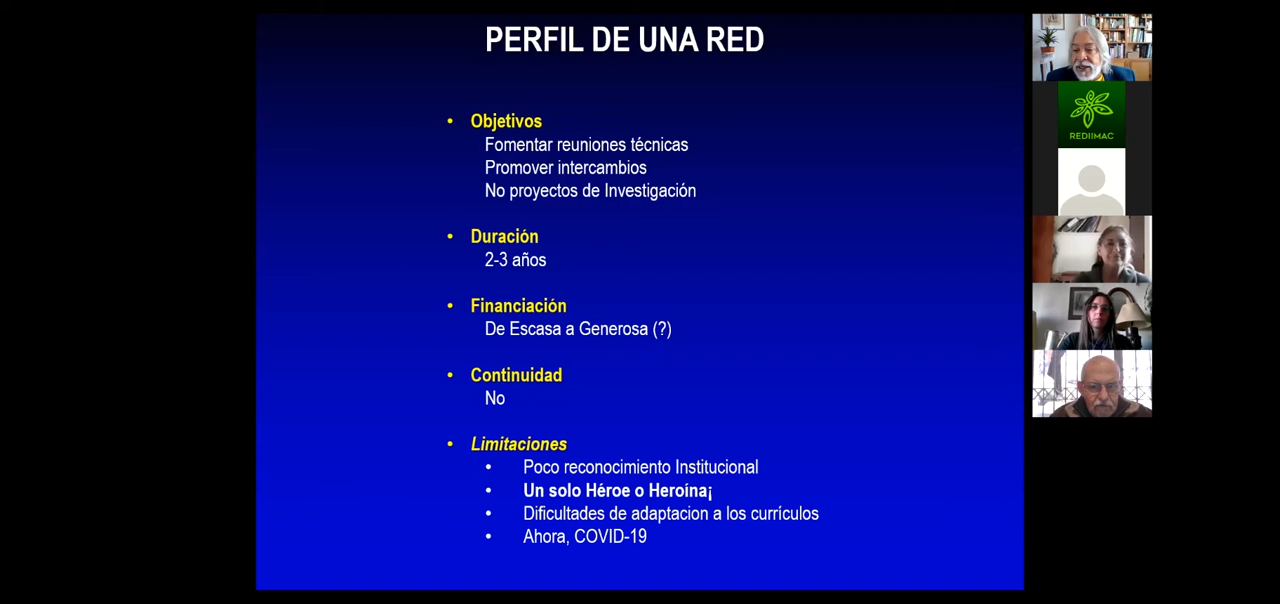 PERFIL DE UNA RED
• Objetivos
Fomentar reuniones técnicas
Promover intercambios
No proyectos de Investigación
• Duración
2-3 años
• Financiación
De Escasa a Generosa (?)
• Continuidad
No
• Limitaciones
• Poco reconocimiento Institucional
• Un solo Héroe o Heroína¡
• Dificultades de adaptacion a los currículos
• Ahora, COVID-19
REDIIMAC